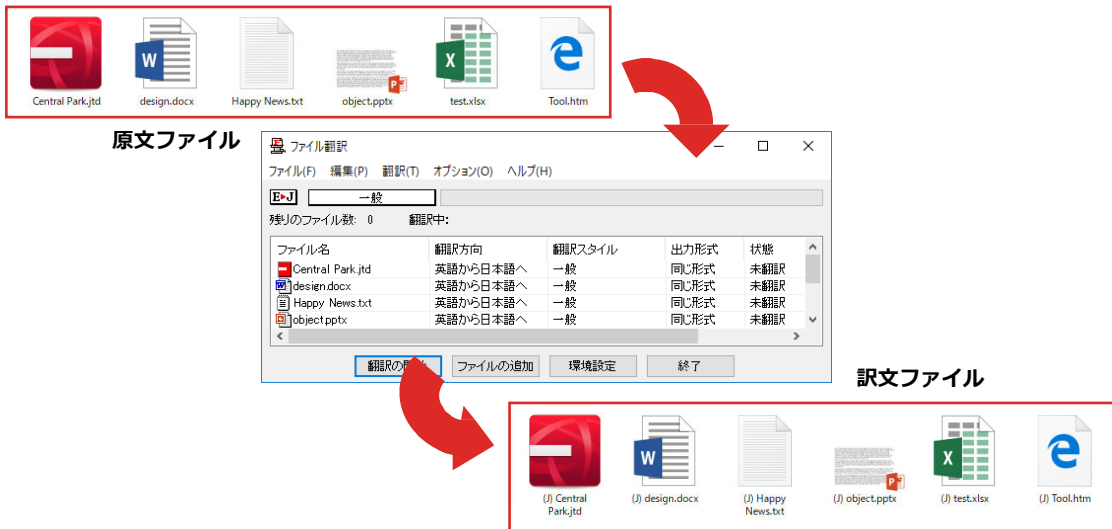 Central Park.jtd
design.docx
Happy News.txt
object.pptx
test.xlsx
Tool.htm
原文ファイル
ファイル翻訳
ファイル(F) 編集(P) 翻訳(T) オプション(O) ヘルプ(H)
E▸J 一般
残りのファイル数: 0 翻訳中:
ファイル名 翻訳方向 翻訳スタイル 出力形式 状態
Central Park.jtd 英語から日本語へ 一般 同じ形式 未翻訳
design.docx 英語から日本語へ 一般 同じ形式 未翻訳
Happy News.txt 英語から日本語へ 一般 同じ形式 未翻訳
object.pptx 英語から日本語へ 一般 同じ形式 未翻訳
翻訳の ファイルの追加 環境設定 終了
訳文ファイル
(J) Central
Park.jtd
(J) design.docx
(J) Happy
News.txt
(J) object.pptx
(J) test.xlsx
(J) Tool.htm